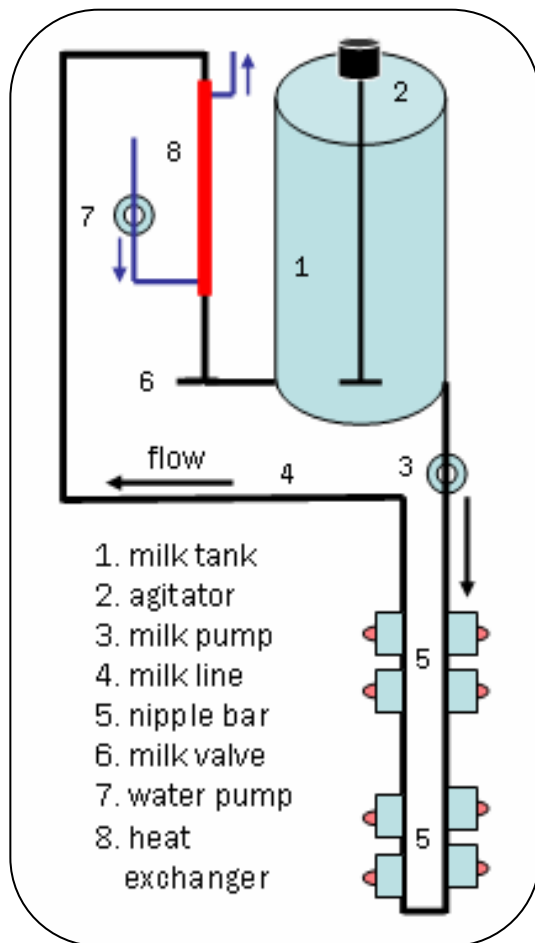 2
8
7
1
6
3
flow
4
5
5
1. milk tank
2. agitator
3. milk pump
4. milk line
5. nipple bar
6. milk valve
7. water pump
8. heat
exchanger